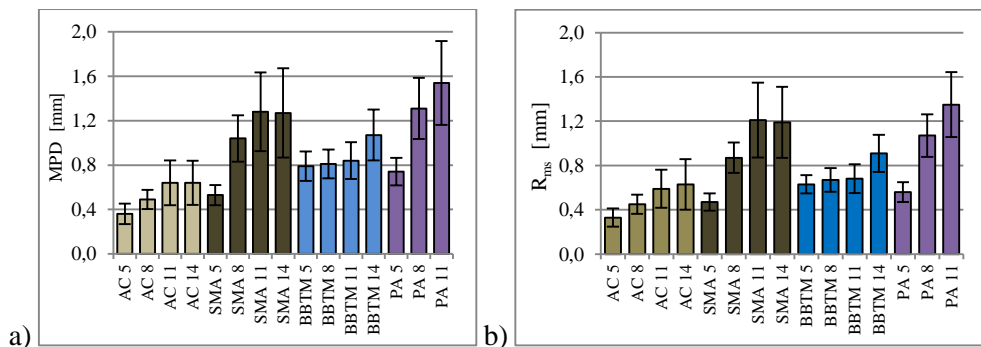 2,0
1,6
1,2
0,8
0,4
0,0
MPD [mm]
AC 5
AC 8
AC 11
AC 14
SMA 5
SMA 8
SMA 11
SMA 14
BBTM 5
BBTM 8
BBTM 11
BBTM 14
PA 5
PA 8
PA 11
a)
2,0
1,6
1,2
0,8
0,4
0,0
Rms [mm]
AC 5
AC 8
AC 11
AC 14
SMA 5
SMA 8
SMA 11
SMA 14
BBTM 5
BBTM 8
BBTM 11
BBTM 14
PA 5
PA 8
PA 11
b)